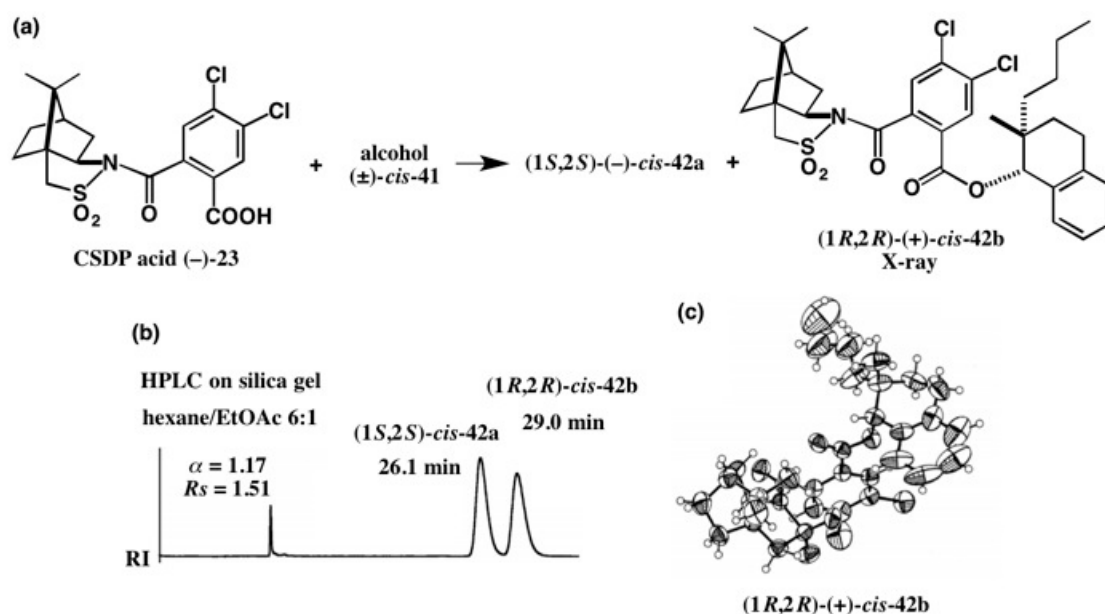 (a)
Cl
Cl
N
S
O2
O
COOH
CSDP acid (–)-23
+
alcohol
(±)-cis-41
(1S,2S)-(–)-cis-42a
+
Cl
Cl
N
S
O2
O
O
O
(1R,2R)-(+)-cis-42b
X-ray
(b)
HPLC on silica gel
hexane/EtOAc 6:1
α = 1.17
Rs = 1.51
(1S,2S)-cis-42a
26.1 min
(1R,2R)-cis-42b
29.0 min
RI
(c)
(1R,2R)-(+)-cis-42b